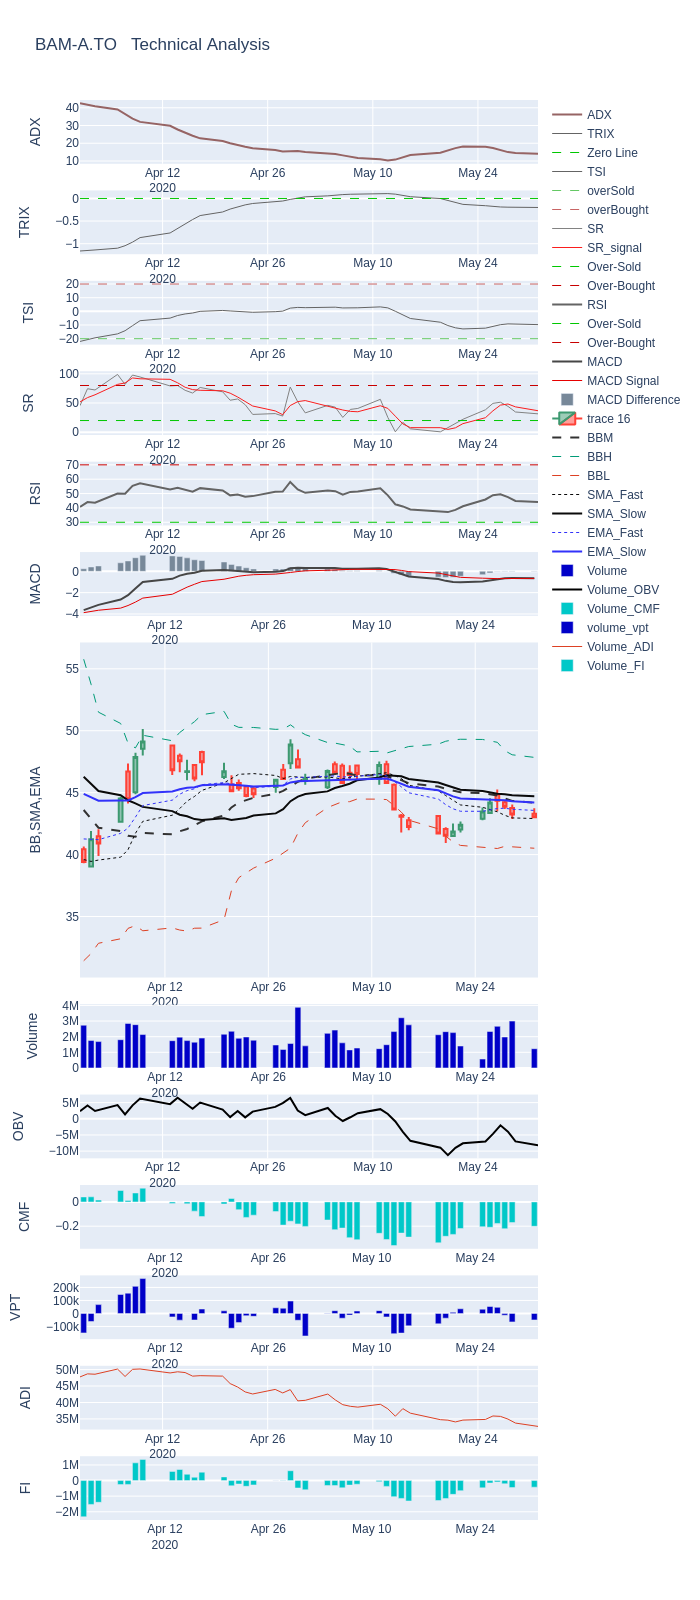 BAM-A.TO   Technical Analysis
ADX
40
30
20
10
Apr 12
2020
Apr 26
May 10
May 24
TRIX
0
−0.5
−1
Apr 12
2020
Apr 26
May 10
May 24
TSI
20
10
0
−10
−20
Apr 12
2020
Apr 26
May 10
May 24
SR
100
50
0
Apr 12
2020
Apr 26
May 10
May 24
RSI
70
60
50
40
30
Apr 12
2020
Apr 26
May 10
May 24
MACD
0
−2
−4
Apr 12
2020
Apr 26
May 10
May 24
BB,SMA,EMA
55
50
45
40
35
Apr 12
2020
Apr 26
May 10
May 24
Volume
4M
3M
2M
1M
0
Apr 12
2020
Apr 26
May 10
May 24
OBV
5M
0
−5M
−10M
Apr 12
2020
Apr 26
May 10
May 24
CMF
0
−0.2
Apr 12
2020
Apr 26
May 10
May 24
VPT
200k
100k
0
−100k
Apr 12
2020
Apr 26
May 10
May 24
ADI
50M
45M
40M
35M
Apr 12
2020
Apr 26
May 10
May 24
FI
1M
0
−1M
−2M
Apr 12
2020
Apr 26
May 10
May 24
ADX
TRIX
Zero Line
TSI
overSold
overBought
SR
SR_signal
Over-Sold
Over-Bought
RSI
Over-Sold
Over-Bought
MACD
MACD Signal
MACD Difference
trace 16
BBM
BBH
BBL
SMA_Fast
SMA_Slow
EMA_Fast
EMA_Slow
Volume
Volume_OBV
Volume_CMF
volume_vpt
Volume_ADI
Volume_FI